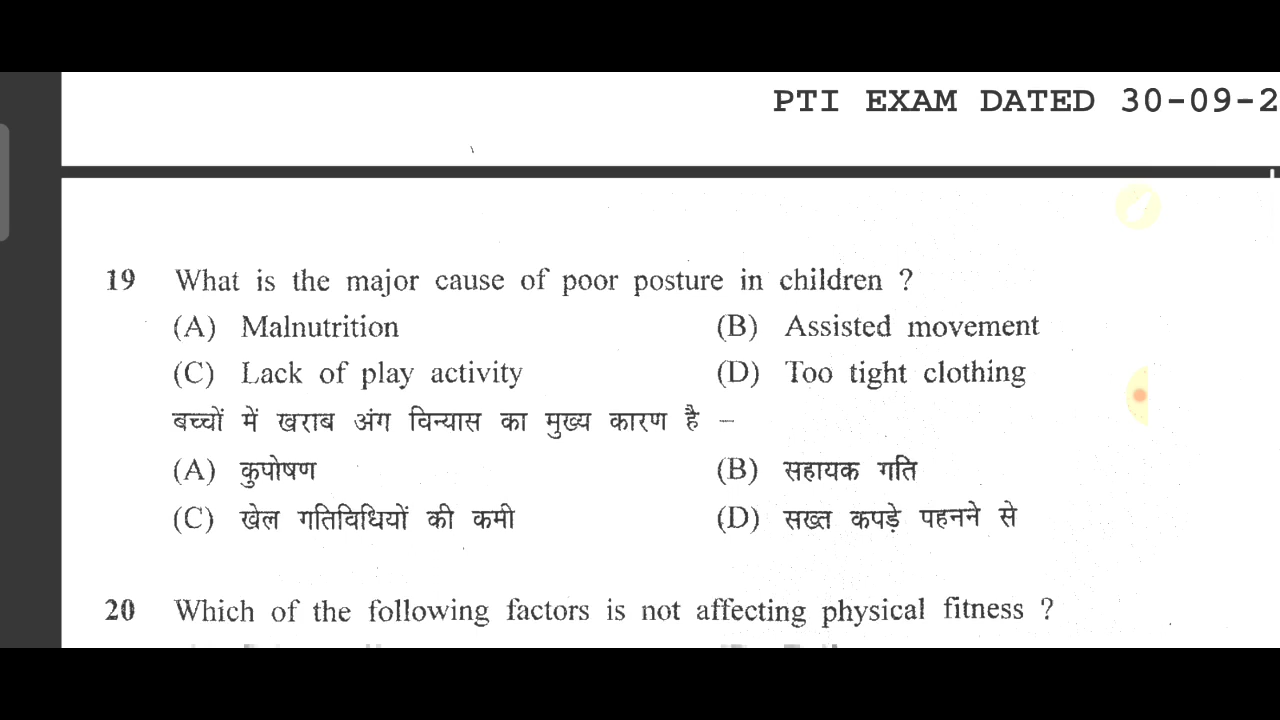 PTI EXAM DATED 30-09-2
19 What is the major cause of poor posture in children ?
(A) Malnutrition (B) Assisted movement
(C) Lack of play activity (D) Too tight clothing
बच्चों में खराब अंग विन्यास का मुख्य कारण है –
(A) कुपोषण (B) सहायक गति
(C) खेल गतिविधियों की कमी (D) सख्त कपड़े पहनने से
20 Which of the following factors is not affecting physical fitness ?